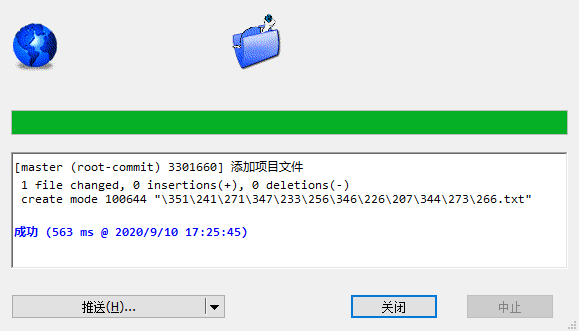 [master (root-commit) 3301660] 添加项目文件
1 file changed, 0 insertions(+), 0 deletions(-)
create mode 100644 "\351\241\271\347\233\256\346\226\207\344\273\266.txt"
成功 (563 ms @ 2020/9/10 17:25:45)
推送(H)... 关闭 中止